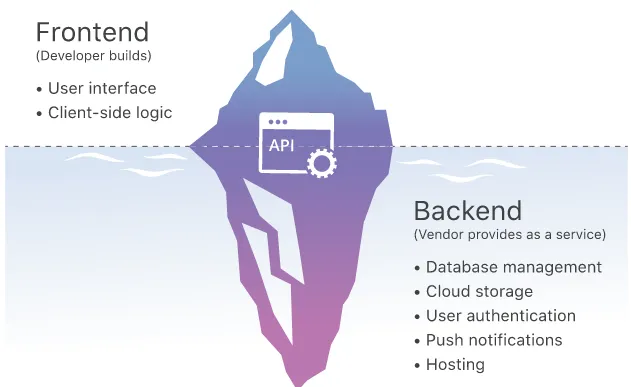 Frontend
(Developer builds)
• User interface
• Client-side logic
API
Backend
(Vendor provides as a service)
• Database management
• Cloud storage
• User authentication
• Push notifications
• Hosting